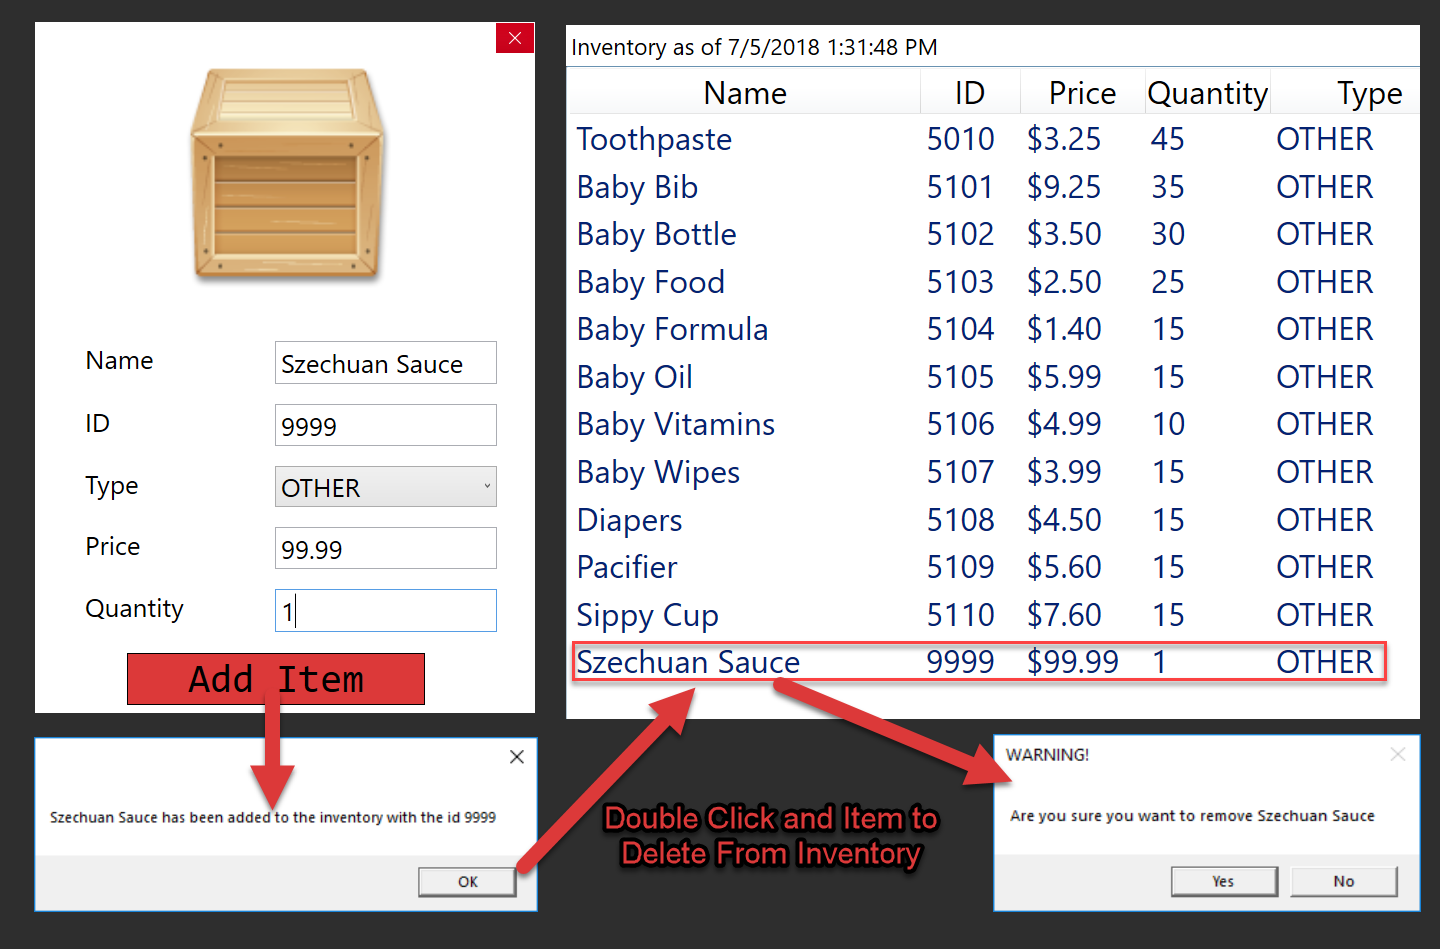 Name
Szechuan Sauce
ID
9999
Type
OTHER
Price
99.99
Quantity
1
Add Item
Szechuan Sauce has been added to the inventory with the id 9999
OK
Inventory as of 7/5/2018 1:31:48 PM
Name ID Price Quantity Type
Toothpaste 5010 $3.25 45 OTHER
Baby Bib 5101 $9.25 35 OTHER
Baby Bottle 5102 $3.50 30 OTHER
Baby Food 5103 $2.50 25 OTHER
Baby Formula 5104 $1.40 15 OTHER
Baby Oil 5105 $5.99 15 OTHER
Baby Vitamins 5106 $4.99 10 OTHER
Baby Wipes 5107 $3.99 15 OTHER
Diapers 5108 $4.50 15 OTHER
Pacifier 5109 $5.60 15 OTHER
Sippy Cup 5110 $7.60 15 OTHER
Szechuan Sauce 9999 $99.99 1 OTHER
Double Click and Item to
Delete From Inventory
WARNING!
Are you sure you want to remove Szechuan Sauce
Yes No